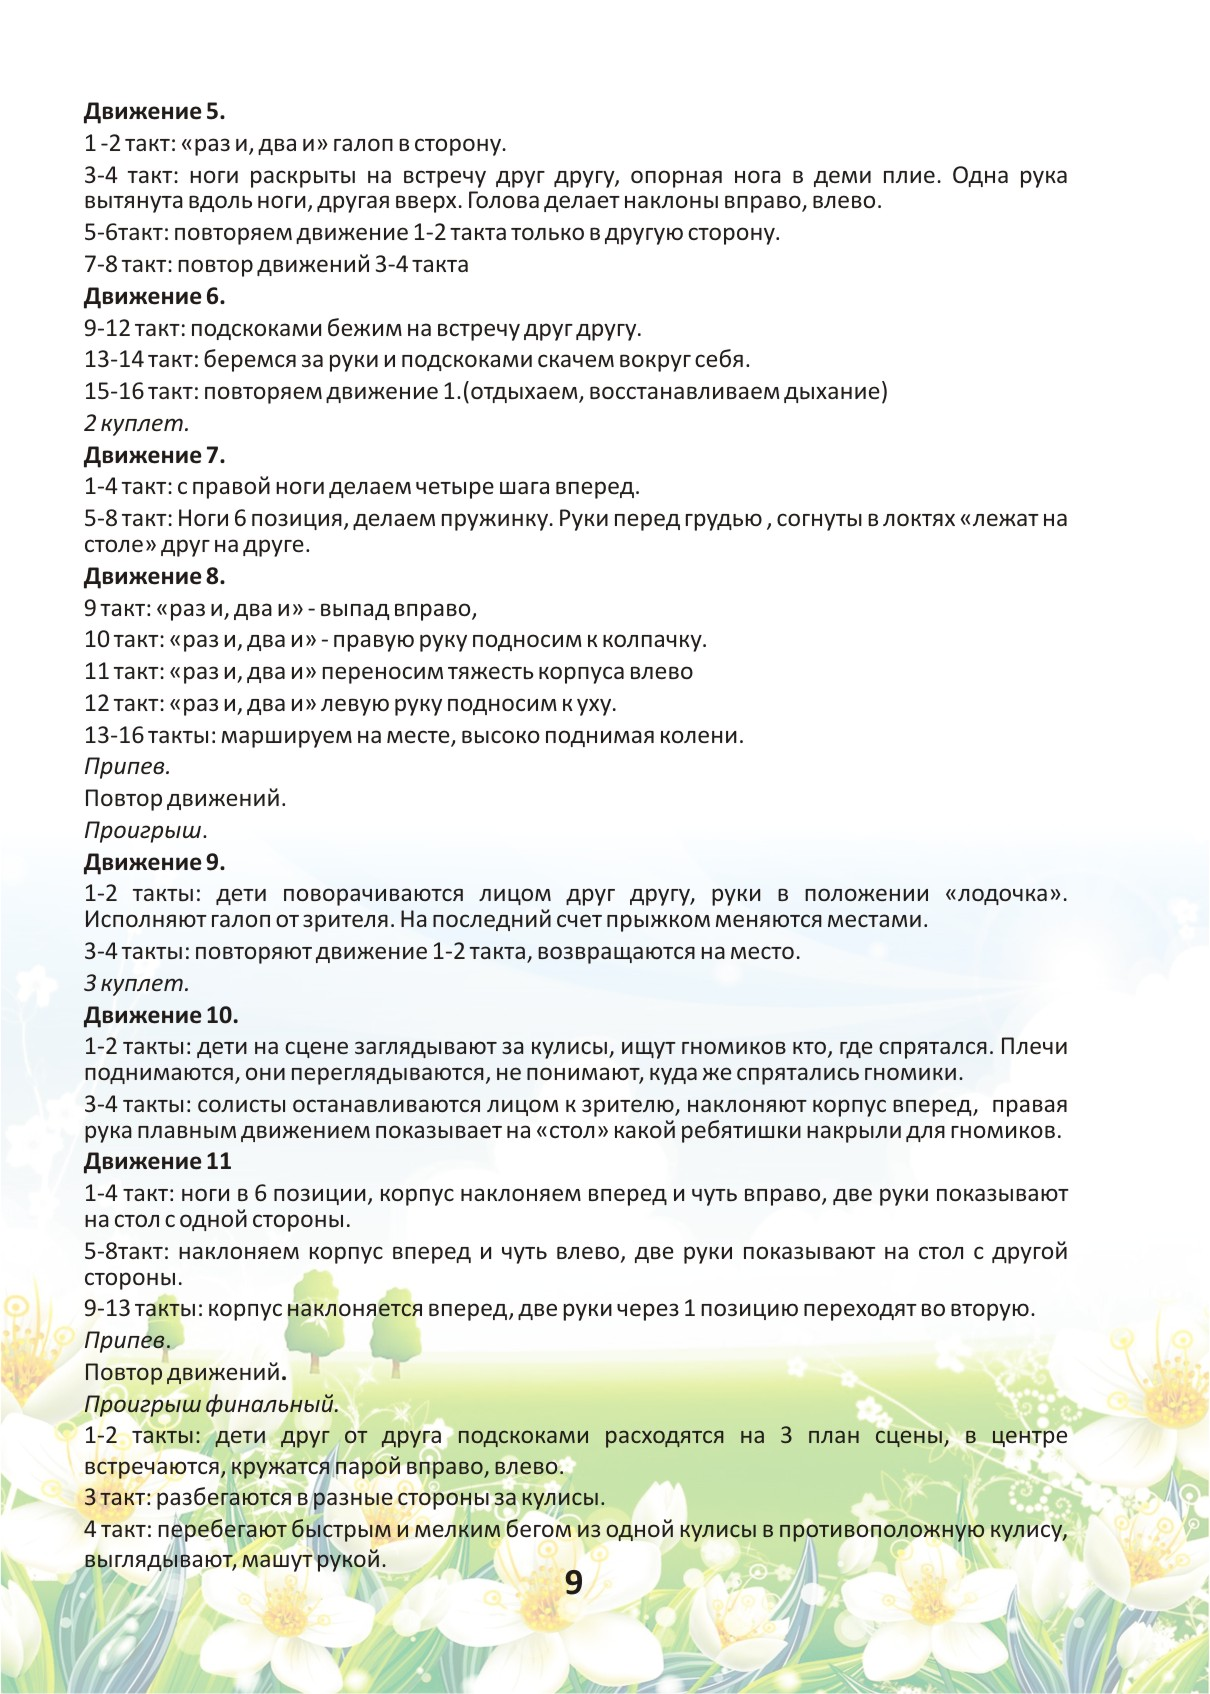 Движение 5.
1 -2 такт: «раз и, два и» галоп в сторону.
3-4 такт: ноги раскрыты на встречу друг другу, опорная нога в деми плие. Одна рука
вытянута вдоль ноги, другая вверх. Голова делает наклоны вправо, влево.
5-6такт: повторяем движение 1-2 такта только в другую сторону.
7-8 такт: повтор движений 3-4 такта
Движение 6.
9-12 такт: подскоками бежим на встречу друг другу.
13-14 такт: беремся за руки и подскоками скачем вокруг себя.
15-16 такт: повторяем движение 1.(отдыхаем, восстанавливаем дыхание)
2 куплет.
Движение 7.
1-4 такт: с правой ноги делаем четыре шага вперед.
5-8 такт: Ноги 6 позиция, делаем пружинку. Руки перед грудью , согнуты в локтях «лежат на
столе» друг на друге.
Движение 8.
9 такт: «раз и, два и» - выпад вправо,
10 такт: «раз и, два и» - правую руку подносим к колпачку.
11 такт: «раз и, два и» переносим тяжесть корпуса влево
12 такт: «раз и, два и» левую руку подносим к уху.
13-16 такты: маршируем на месте, высоко поднимая колени.
Припев.
Повтор движений.
Проигрыш.
Движение 9.
1-2 такты: дети поворачиваются лицом друг другу, руки в положении «лодочка».
Исполняют галоп от зрителя. На последний счет прыжком меняются местами.
3-4 такты: повторяют движение 1-2 такта, возвращаются на место.
3 куплет.
Движение 10.
1-2 такты: дети на сцене заглядывают за кулисы, ищут гномиков кто, где спрятался. Плечи
поднимаются, они переглядываются, не понимают, куда же спрятались гномики.
3-4 такты: солисты останавливаются лицом к зрителю, наклоняют корпус вперед, правая
рука плавным движением показывает на «стол» какой ребятишки накрыли для гномиков.
Движение 11
1-4 такт: ноги в 6 позиции, корпус наклоняем вперед и чуть вправо, две руки показывают
на стол с одной стороны.
5-8такт: наклоняем корпус вперед и чуть влево, две руки показывают на стол с другой
стороны.
9-13 такты: корпус наклоняется вперед, две руки через 1 позицию переходят во вторую.
Припев.
Повтор движений.
Проигрыш финальный.
1-2 такты: дети друг от друга подскоками расходятся на 3 план сцены, в центре
встречаются, кружатся парой вправо, влево.
3 такт: разбегаются в разные стороны за кулисы.
4 такт: перебегают быстрым и мелким бегом из одной кулисы в противоположную кулису,
выглядывают, машут рукой.
9